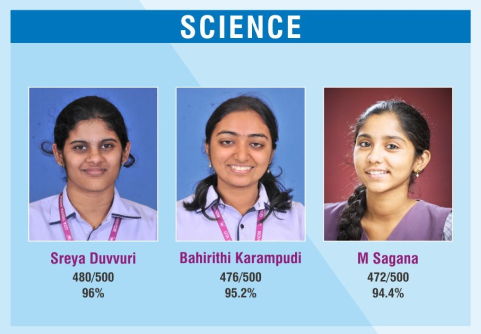 SCIENCE
Sreya Duvvuri
480/500
96%
Bahirithi Karampudi
476/500
95.2%
M Sagana
472/500
94.4%